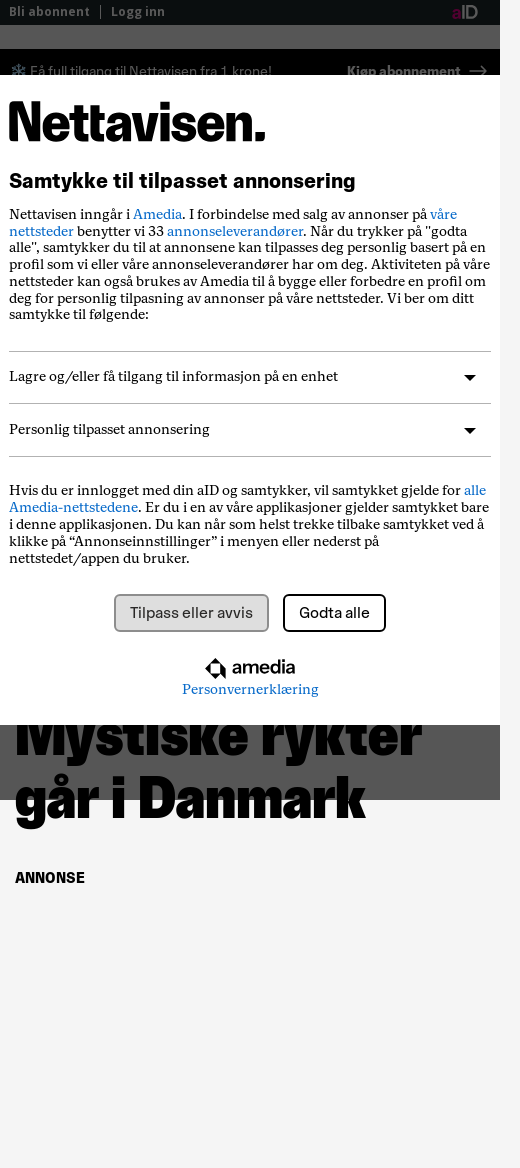 Bli abonnent | Logg inn
aID
Få full tilgang til Nettavisen fra 1 krone!
Kjøp abonnement →
Nettavisen.
Samtykke til tilpasset annonsering
Nettavisen inngår i Amedia. I forbindelse med salg av annonser på våre
nettsteder benytter vi 33 annonseleverandører. Når du trykker på "godta
alle", samtykker du til at annonsene kan tilpasses deg personlig basert på en
profil som vi eller våre annonseleverandører har om deg. Aktiviteten på våre
nettsteder kan også brukes av Amedia til å bygge eller forbedre en profil om
deg for personlig tilpasning av annonser på våre nettsteder. Vi ber om ditt
samtykke til følgende:
Lagre og/eller få tilgang til informasjon på en enhet
Personlig tilpasset annonsering
Hvis du er innlogget med din aID og samtykker, vil samtykket gjelde for alle
Amedia-nettstedene. Er du i en av våre applikasjoner gjelder samtykket bare
i denne applikasjonen. Du kan når som helst trekke tilbake samtykket ved å
klikke på “Annonseinnstillinger” i menyen eller nederst på
nettstedet/appen du bruker.
Tilpass eller avvis
Godta alle
amedia
Personvernerklæring
Mystiske rykter
går i Danmark
ANNONSE